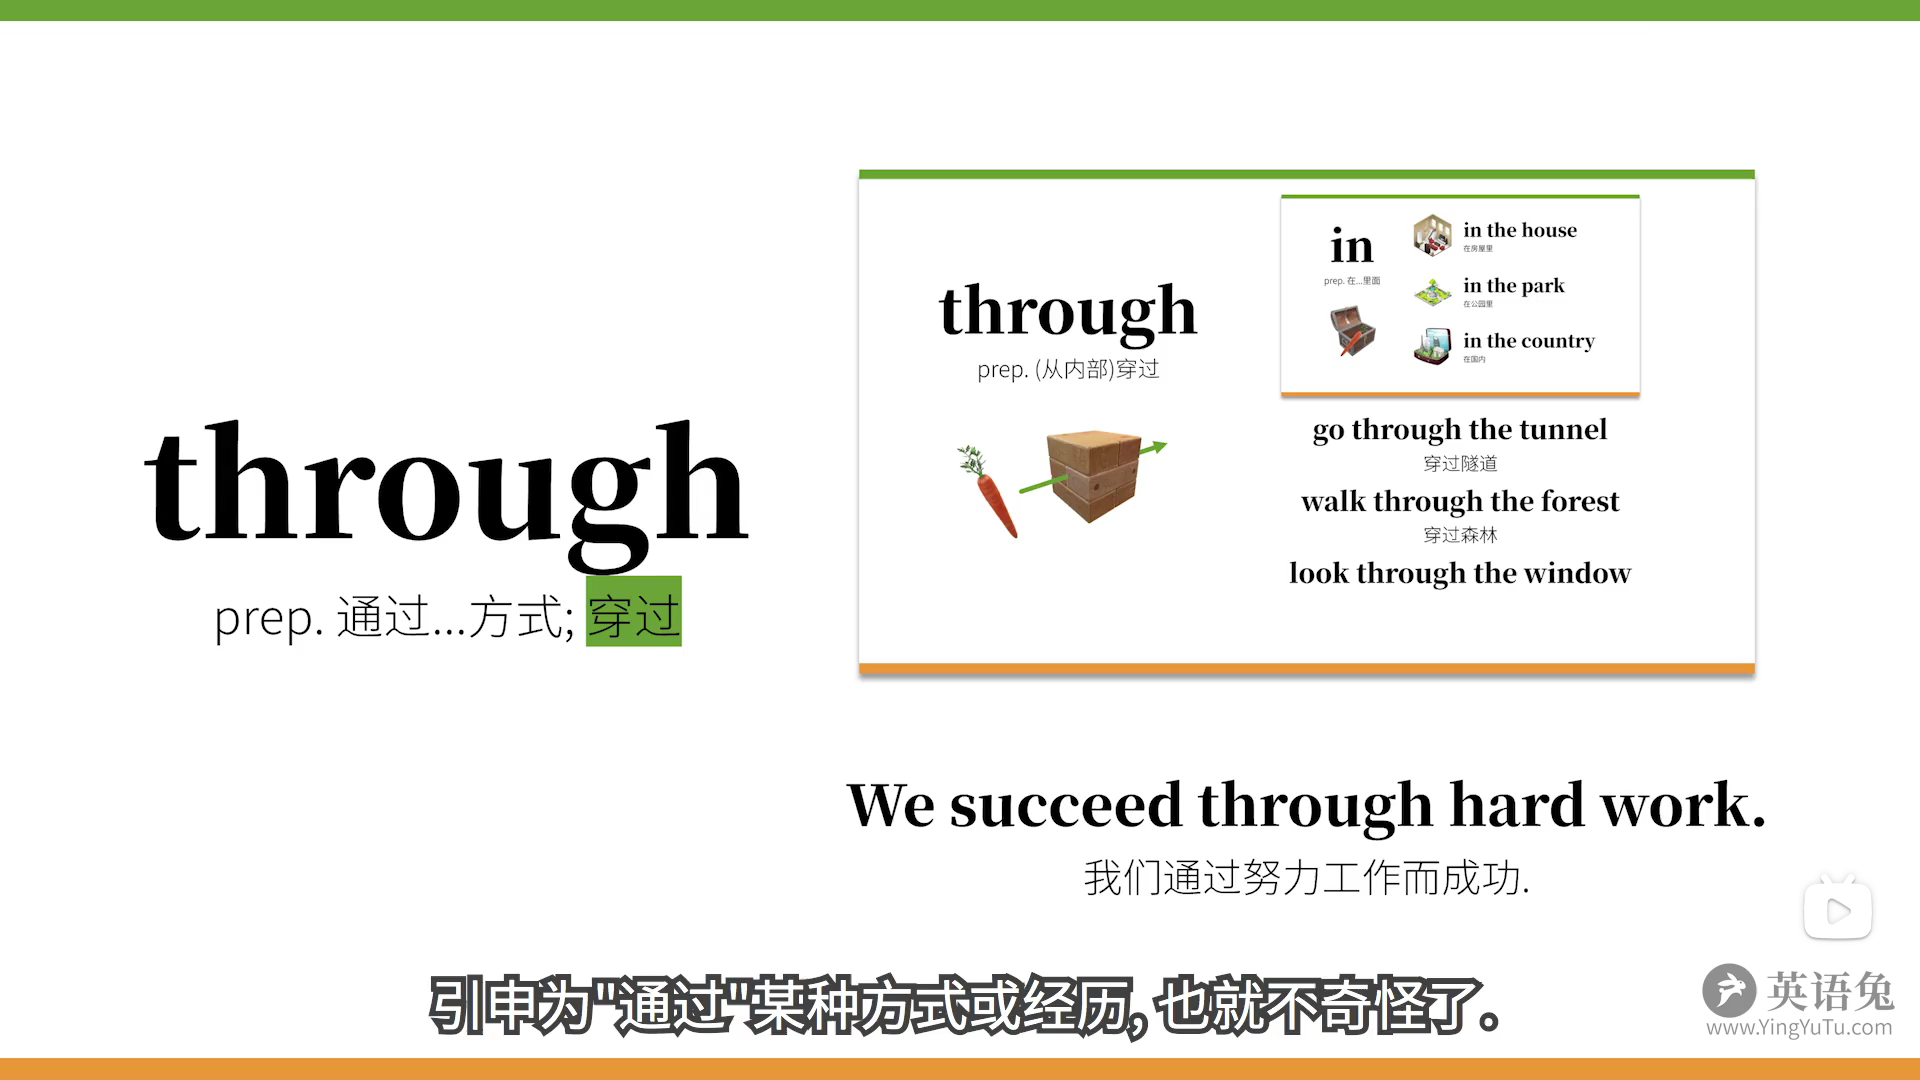 through
prep. 通过...方式; 穿过
through
prep. (从内部)穿过
in
prep. 在...里面
in the house
在房屋里
in the park
在公园里
in the country
在国内
go through the tunnel
穿过隧道
walk through the forest
穿过森林
look through the window
We succeed through hard work.
我们通过努力工作而成功.
引申为"通过"某种方式或经历, 也就不奇怪了。
英语兔
www.YingYuTu.com